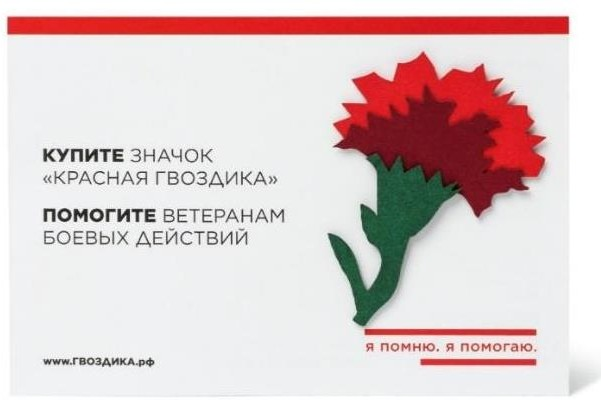 КУПИТЕ ЗНАЧОК
«КРАСНАЯ ГВОЗДИКА»
ПОМОГИТЕ ВЕТЕРАНАМ
БОЕВЫХ ДЕЙСТВИЙ
я помню. я помогаю.
www.ГВОЗДИКА.рф